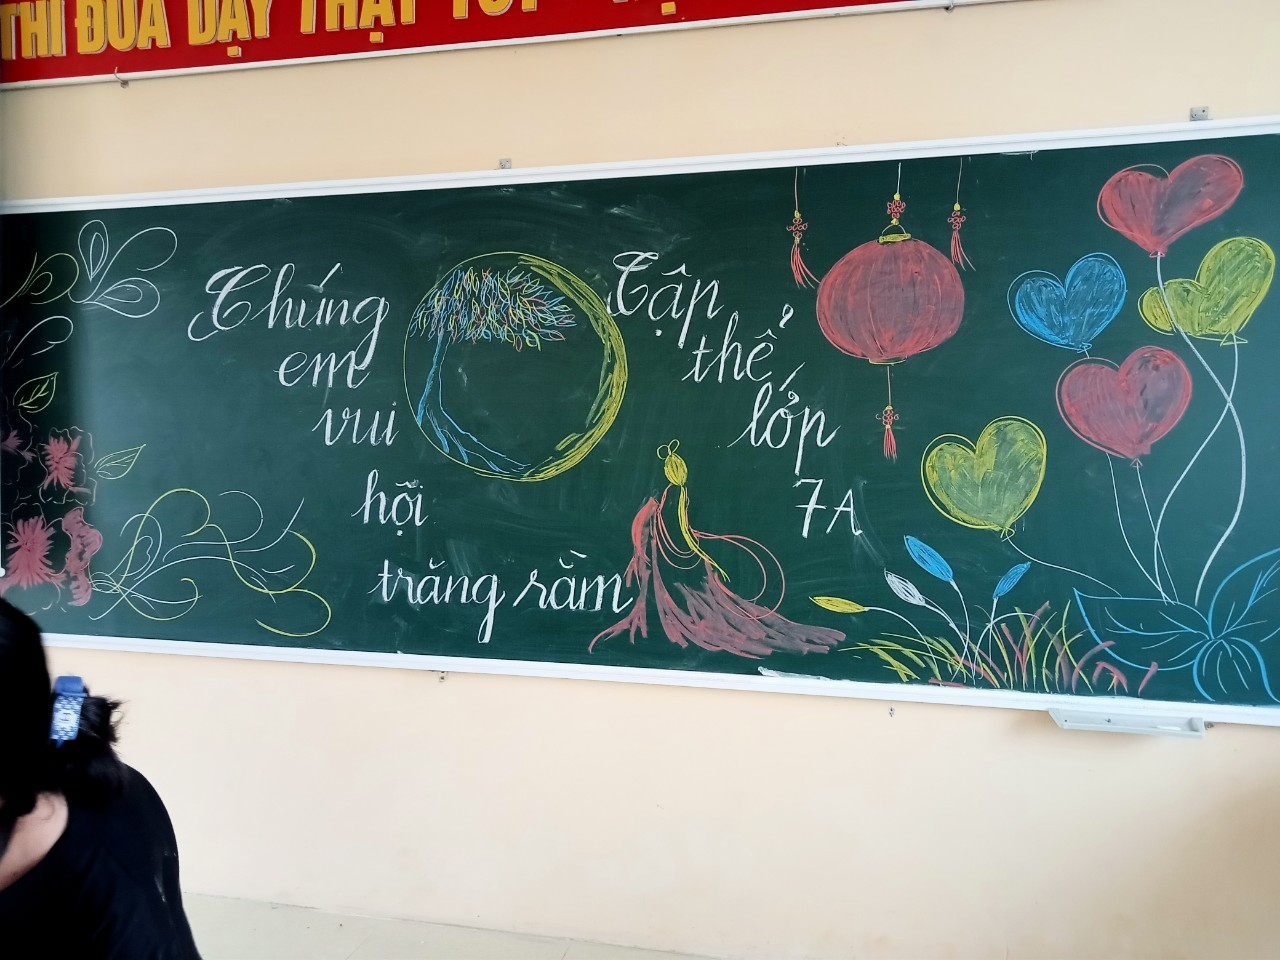 THI ĐUA DẠY THẬT TỐT -
Chúng
em
vui
hội
trăng rằm
Tập
thể
lớp
7A